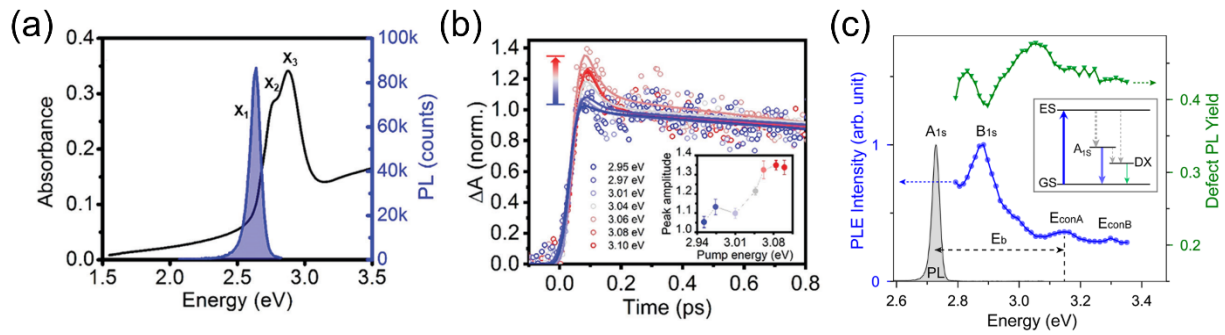 (a)
0.4
0.3
0.2
0.1
0.0
Absorbance
X1
X2
X3
100k
80k
60k
40k
20k
0
PL (counts)
1.5 2.0 2.5 3.0 3.5
Energy (eV)
(b)
1.4
1.2
1.0
0.8
0.6
0.4
0.2
0.0
ΔA (norm.)
2.95 eV
2.97 eV
3.01 eV
3.04 eV
3.06 eV
3.08 eV
3.10 eV
Peak amplitude
1.4
1.3
1.2
1.1
1.0
2.94 3.01 3.08
Pump energy (eV)
0.0 0.2 0.4 0.6 0.8
Time (ps)
(c)
PLE Intensity (arb. unit)
1
0
A1s
B1s
PL
Eb
EconA
EconB
ES
A1S
DX
GS
0.4
0.3
0.2
Defect PL Yield
2.6 2.8 3.0 3.2 3.4
Energy (eV)